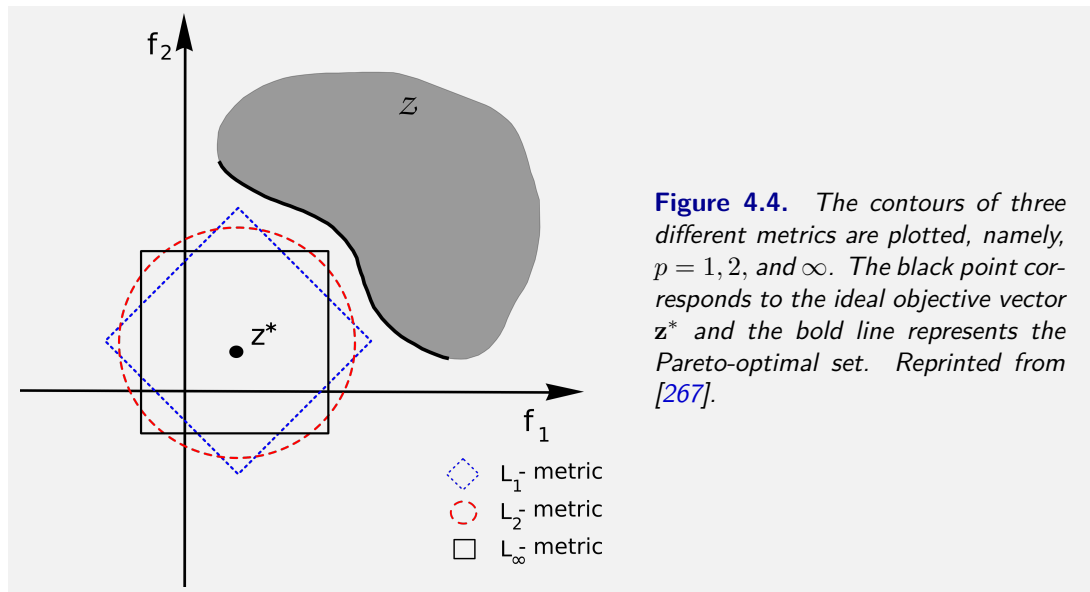 f2
z
z*
f1
L1- metric
L2- metric
L∞- metric
Figure 4.4. The contours of three
different metrics are plotted, namely,
p = 1, 2, and ∞. The black point cor-
responds to the ideal objective vector
z* and the bold line represents the
Pareto-optimal set. Reprinted from
[267].